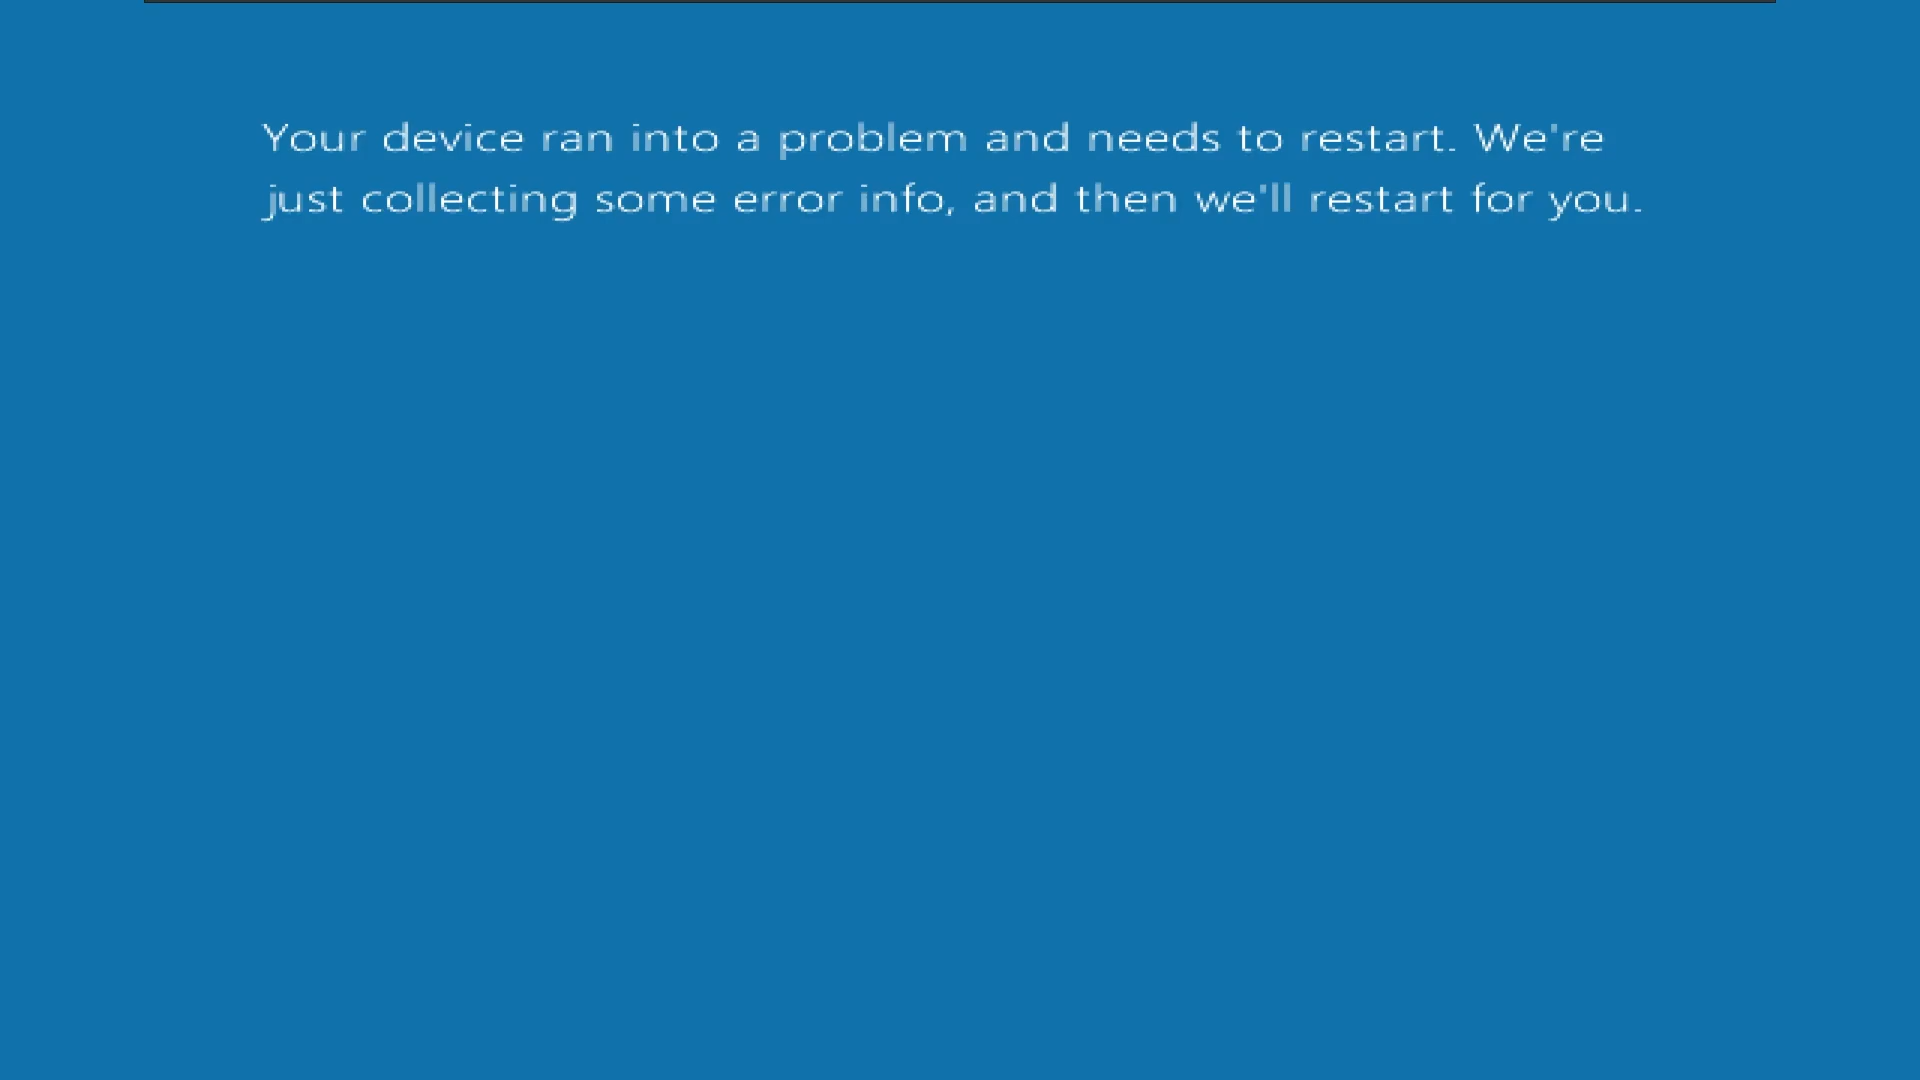 Your device ran into a problem and needs to restart. We're
just collecting some error info, and then we'll restart for you.